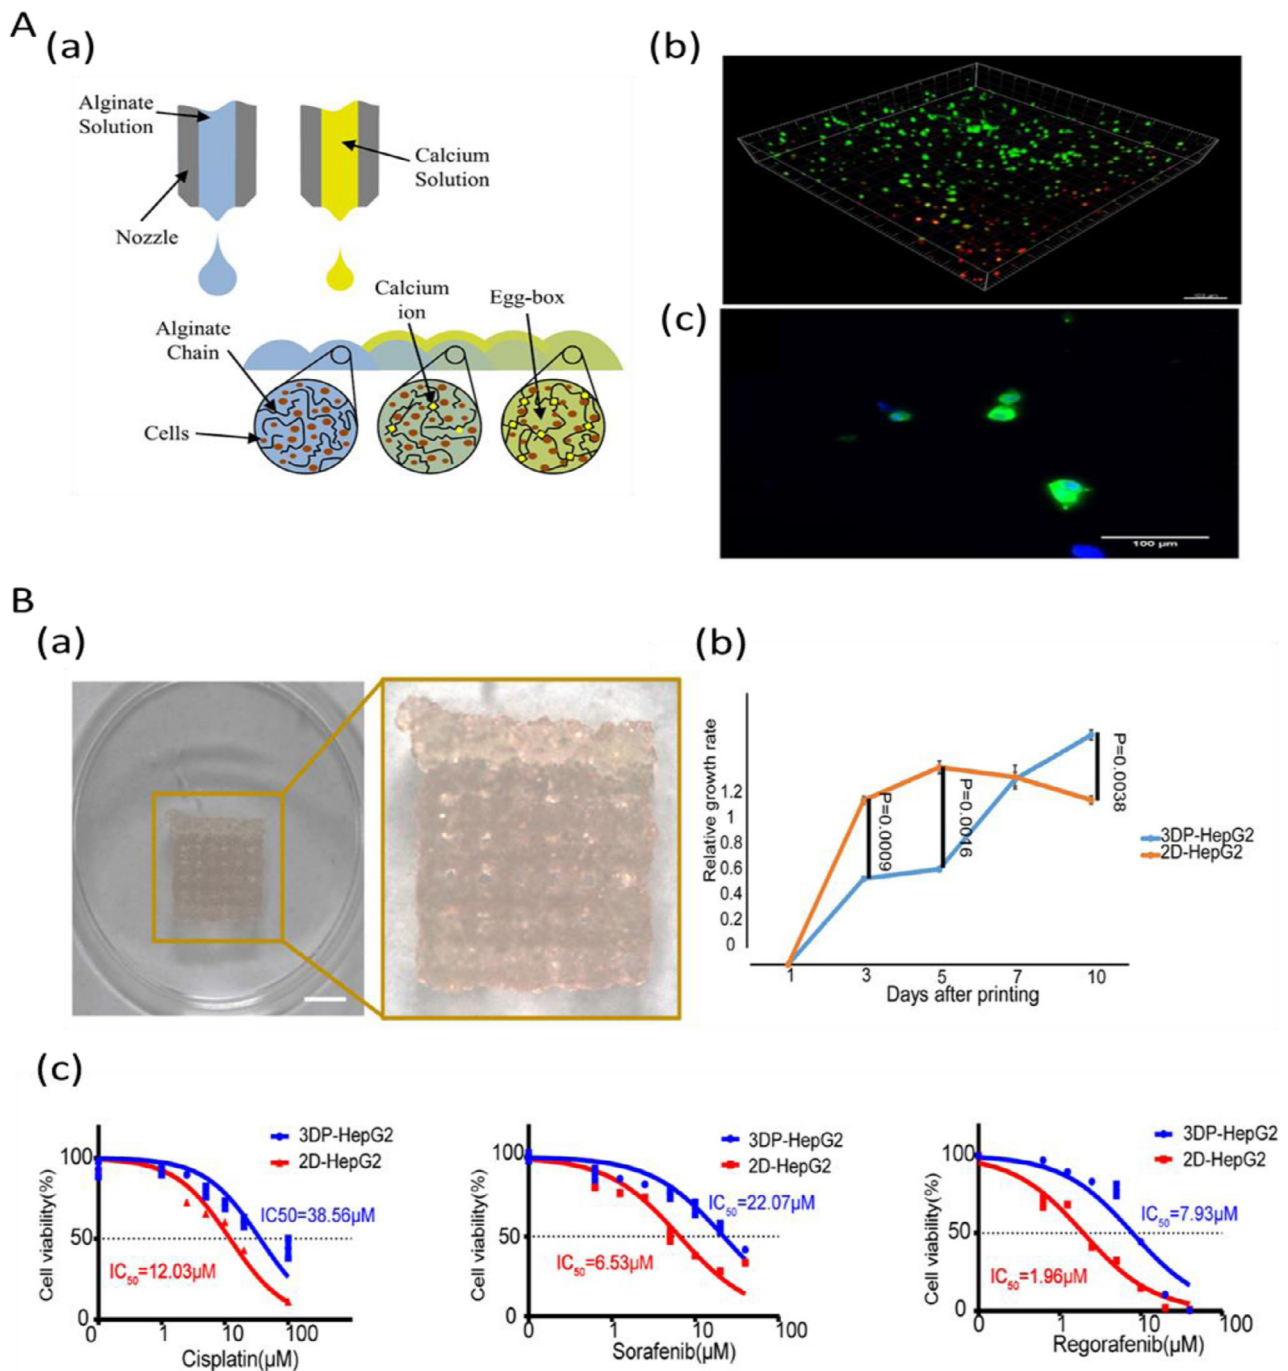 A
(a)
Alginate
Solution
Calcium
Solution
Nozzle
Calcium
ion
Egg-box
Alginate
Chain
Cells
(b)
(c)
100 μm
B
(a)
(b)
Relative growth rate
1.2
1
0.8
0.6
0.4
0.2
0
P=0.0009
P=0.0016
P=0.0038
3DP-HepG2
2D-HepG2
1 3 5 7 10
Days after printing
(c)
Cell viability(%)
100
50
0
3DP-HepG2
2D-HepG2
IC50=38.56μM
IC50=12.03μM
0 1 10 100
Cisplatin(μM)
Cell viability(%)
100
50
0
3DP-HepG2
2D-HepG2
IC50=22.07μM
IC50=6.53μM
0 1 10 100
Sorafenib(μM)
Cell viability(%)
100
50
0
3DP-HepG2
2D-HepG2
IC50=7.93μM
IC50=1.96μM
0 1 10 100
Regorafenib(μM)